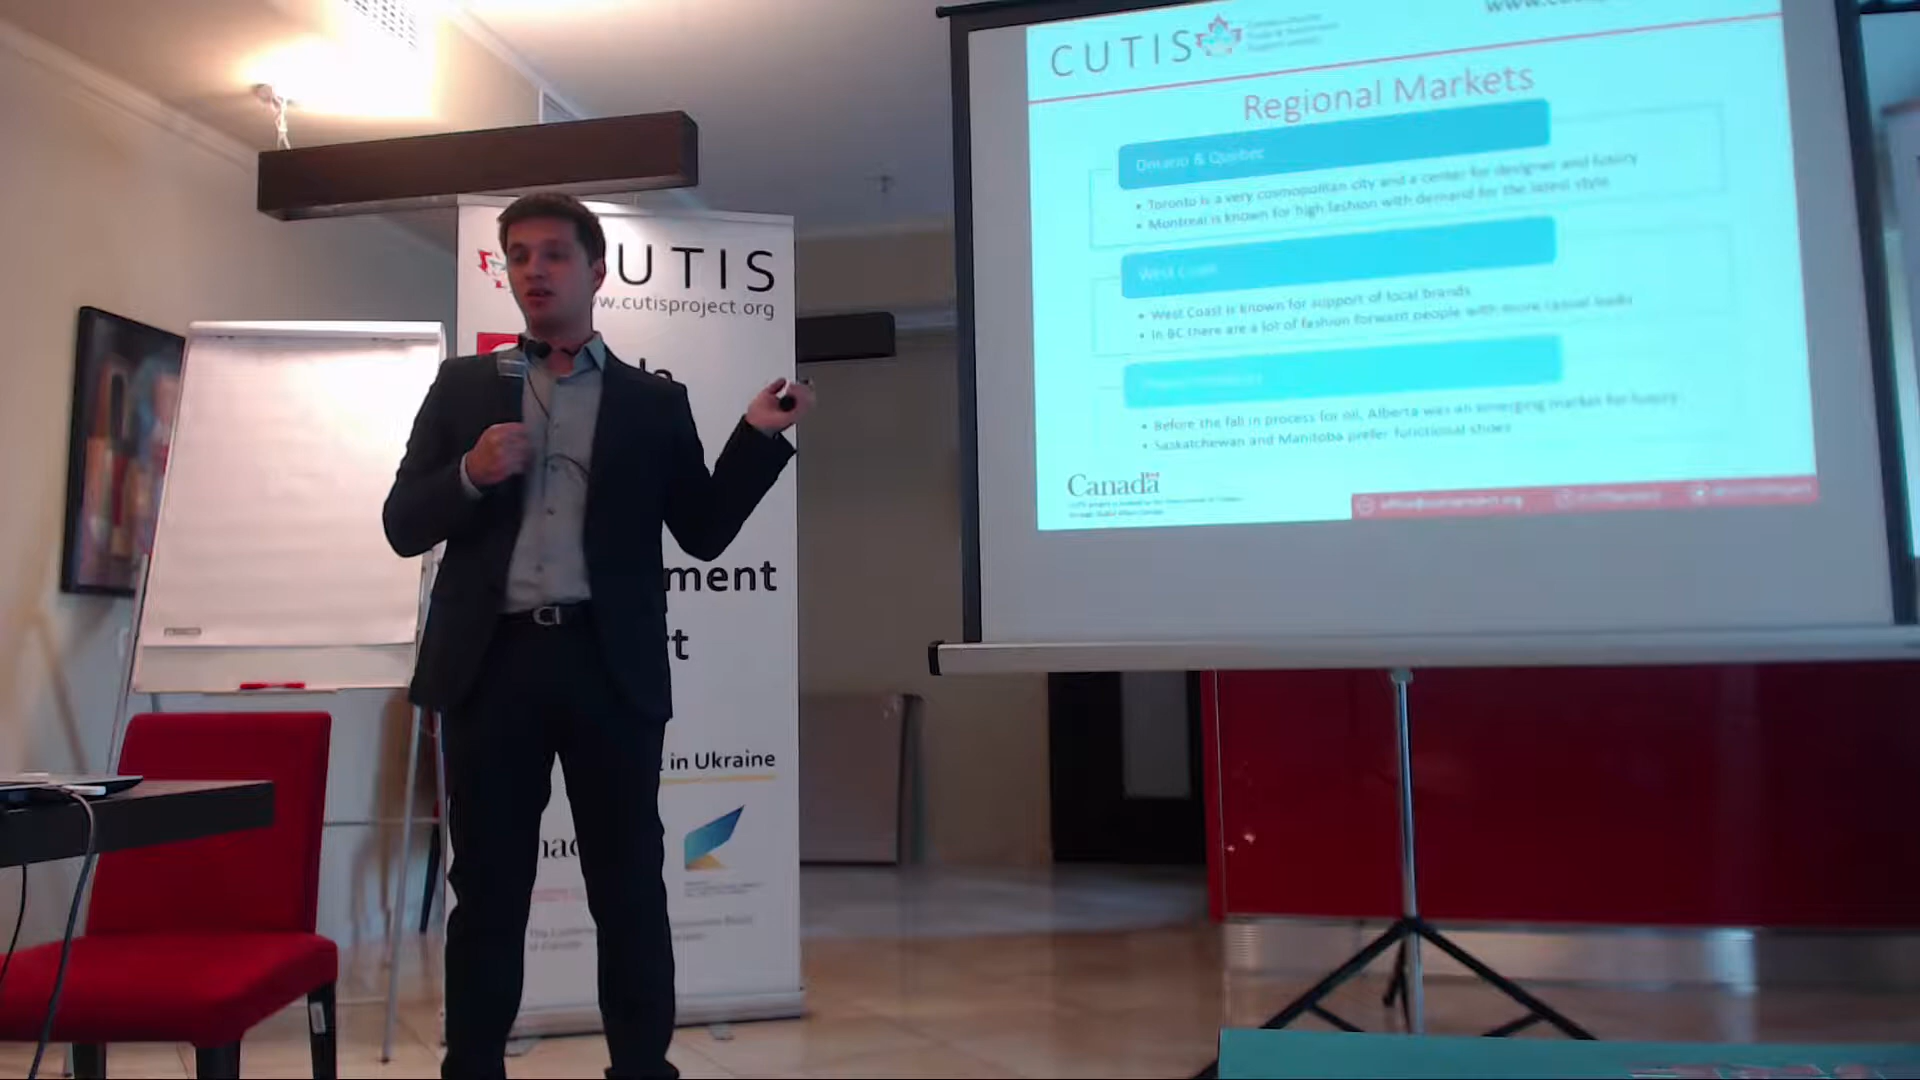 CUTIS
Regional Markets
Ontario & Quebec
• Toronto is a very cosmopolitan city and a center for designer and luxury
• Montreal is known for high fashion with demand for the latest style
West Coast
• West Coast is known for support of local brands
• In BC there are a lot of fashion forward people with more casual looks
• Before the fall in process for oil, Alberta was an emerging market for luxury
• Saskatchewan and Manitoba prefer functional shoes
Canada
office@cutisproject.org
UTIS
w.cutisproject.org
ment
t
in Ukraine
nad